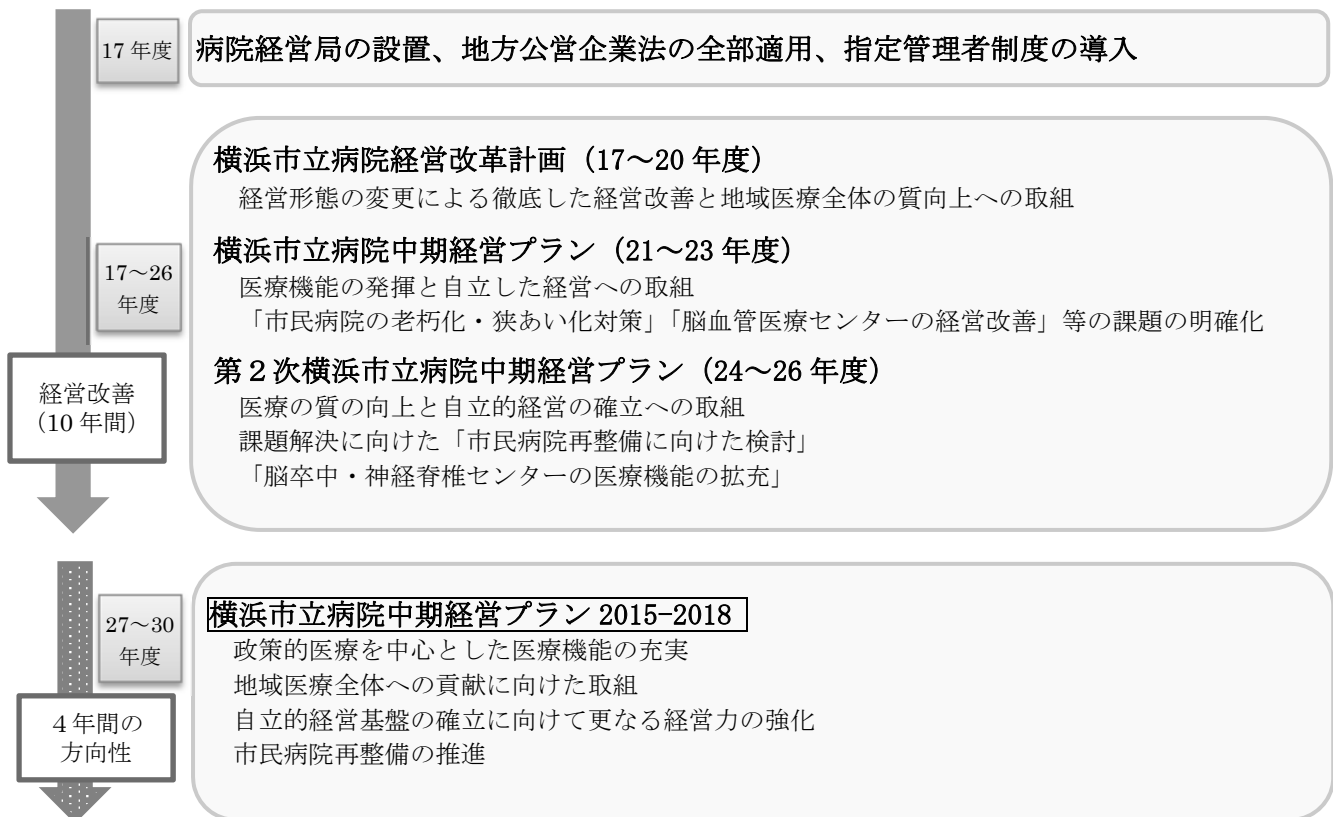 17 年度
病院経営局の設置、地方公営企業法の全部適用、指定管理者制度の導入
17～26
年度
経営改善
（10 年間）
横浜市立病院経営改革計画（17～20 年度）
経営形態の変更による徹底した経営改善と地域医療全体の質向上への取組
横浜市立病院中期経営プラン（21～23 年度）
医療機能の発揮と自立した経営への取組
「市民病院の老朽化・狭あい化対策」「脳血管医療センターの経営改善」等の課題の明確化
第２次横浜市立病院中期経営プラン（24～26 年度）
医療の質の向上と自立的経営の確立への取組
課題解決に向けた「市民病院再整備に向けた検討」
「脳卒中・神経脊椎センターの医療機能の拡充」
27～30
年度
４年間の
方向性
横浜市立病院中期経営プラン 2015-2018
政策的医療を中心とした医療機能の充実
地域医療全体への貢献に向けた取組
自立的経営基盤の確立に向けて更なる経営力の強化
市民病院再整備の推進